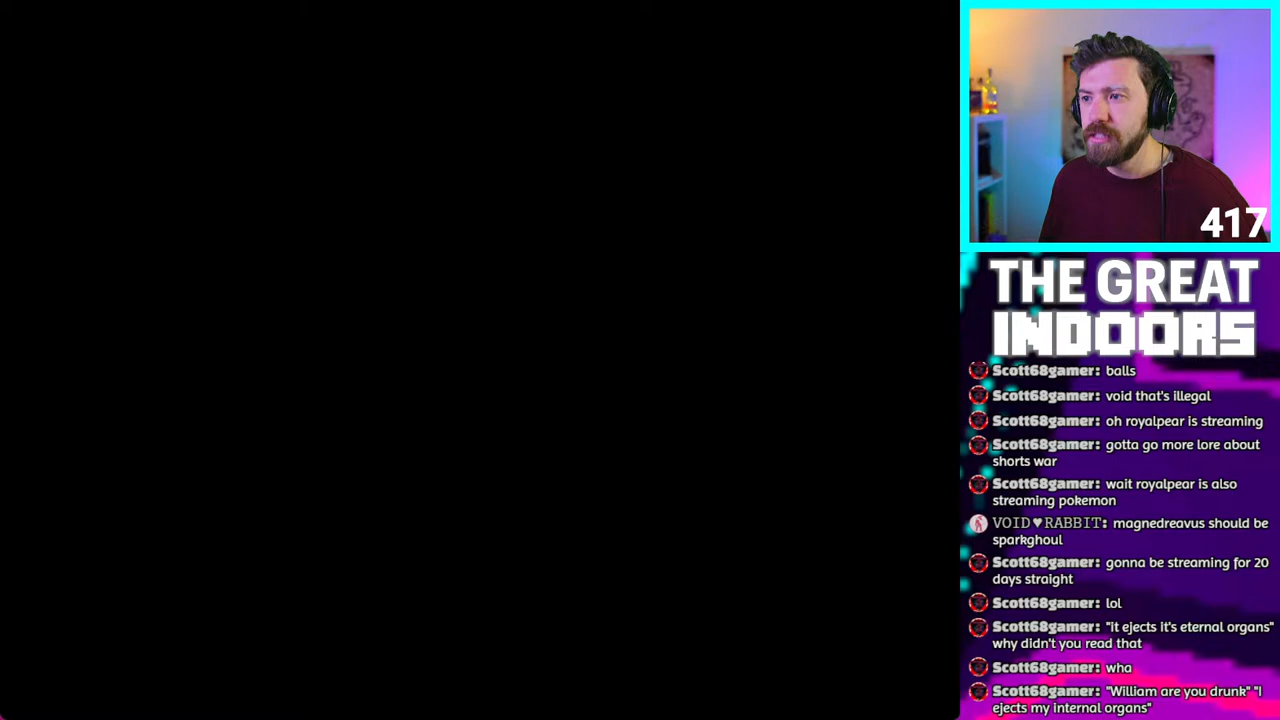 417
THE GREAT
INDOORS
Scott68gamer: balls
Scott68gamer: void that's illegal
Scott68gamer: oh royalpear is streaming
Scott68gamer: gotta go more lore about
shorts war
Scott68gamer: wait royalpear is also
streaming pokemon
VOID♥RABBIT: magnedreavus should be
sparkghoul
Scott68gamer: gonna be streaming for 20
days straight
Scott68gamer: lol
Scott68gamer: "it ejects it's eternal organs"
why didn't you read that
Scott68gamer: wha
Scott68gamer: "William are you drunk" "I
ejects my internal organs"